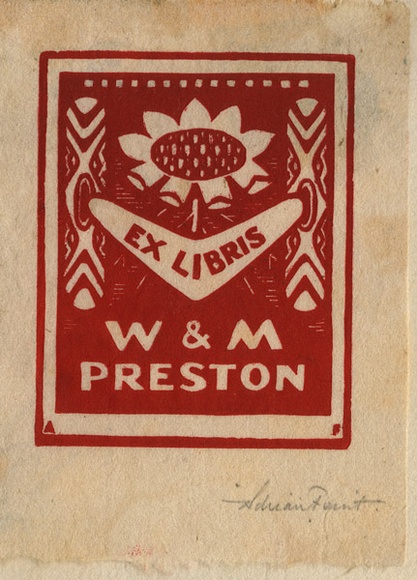 EX LIBRIS
W & M
PRESTON
A F
Adrian Feint